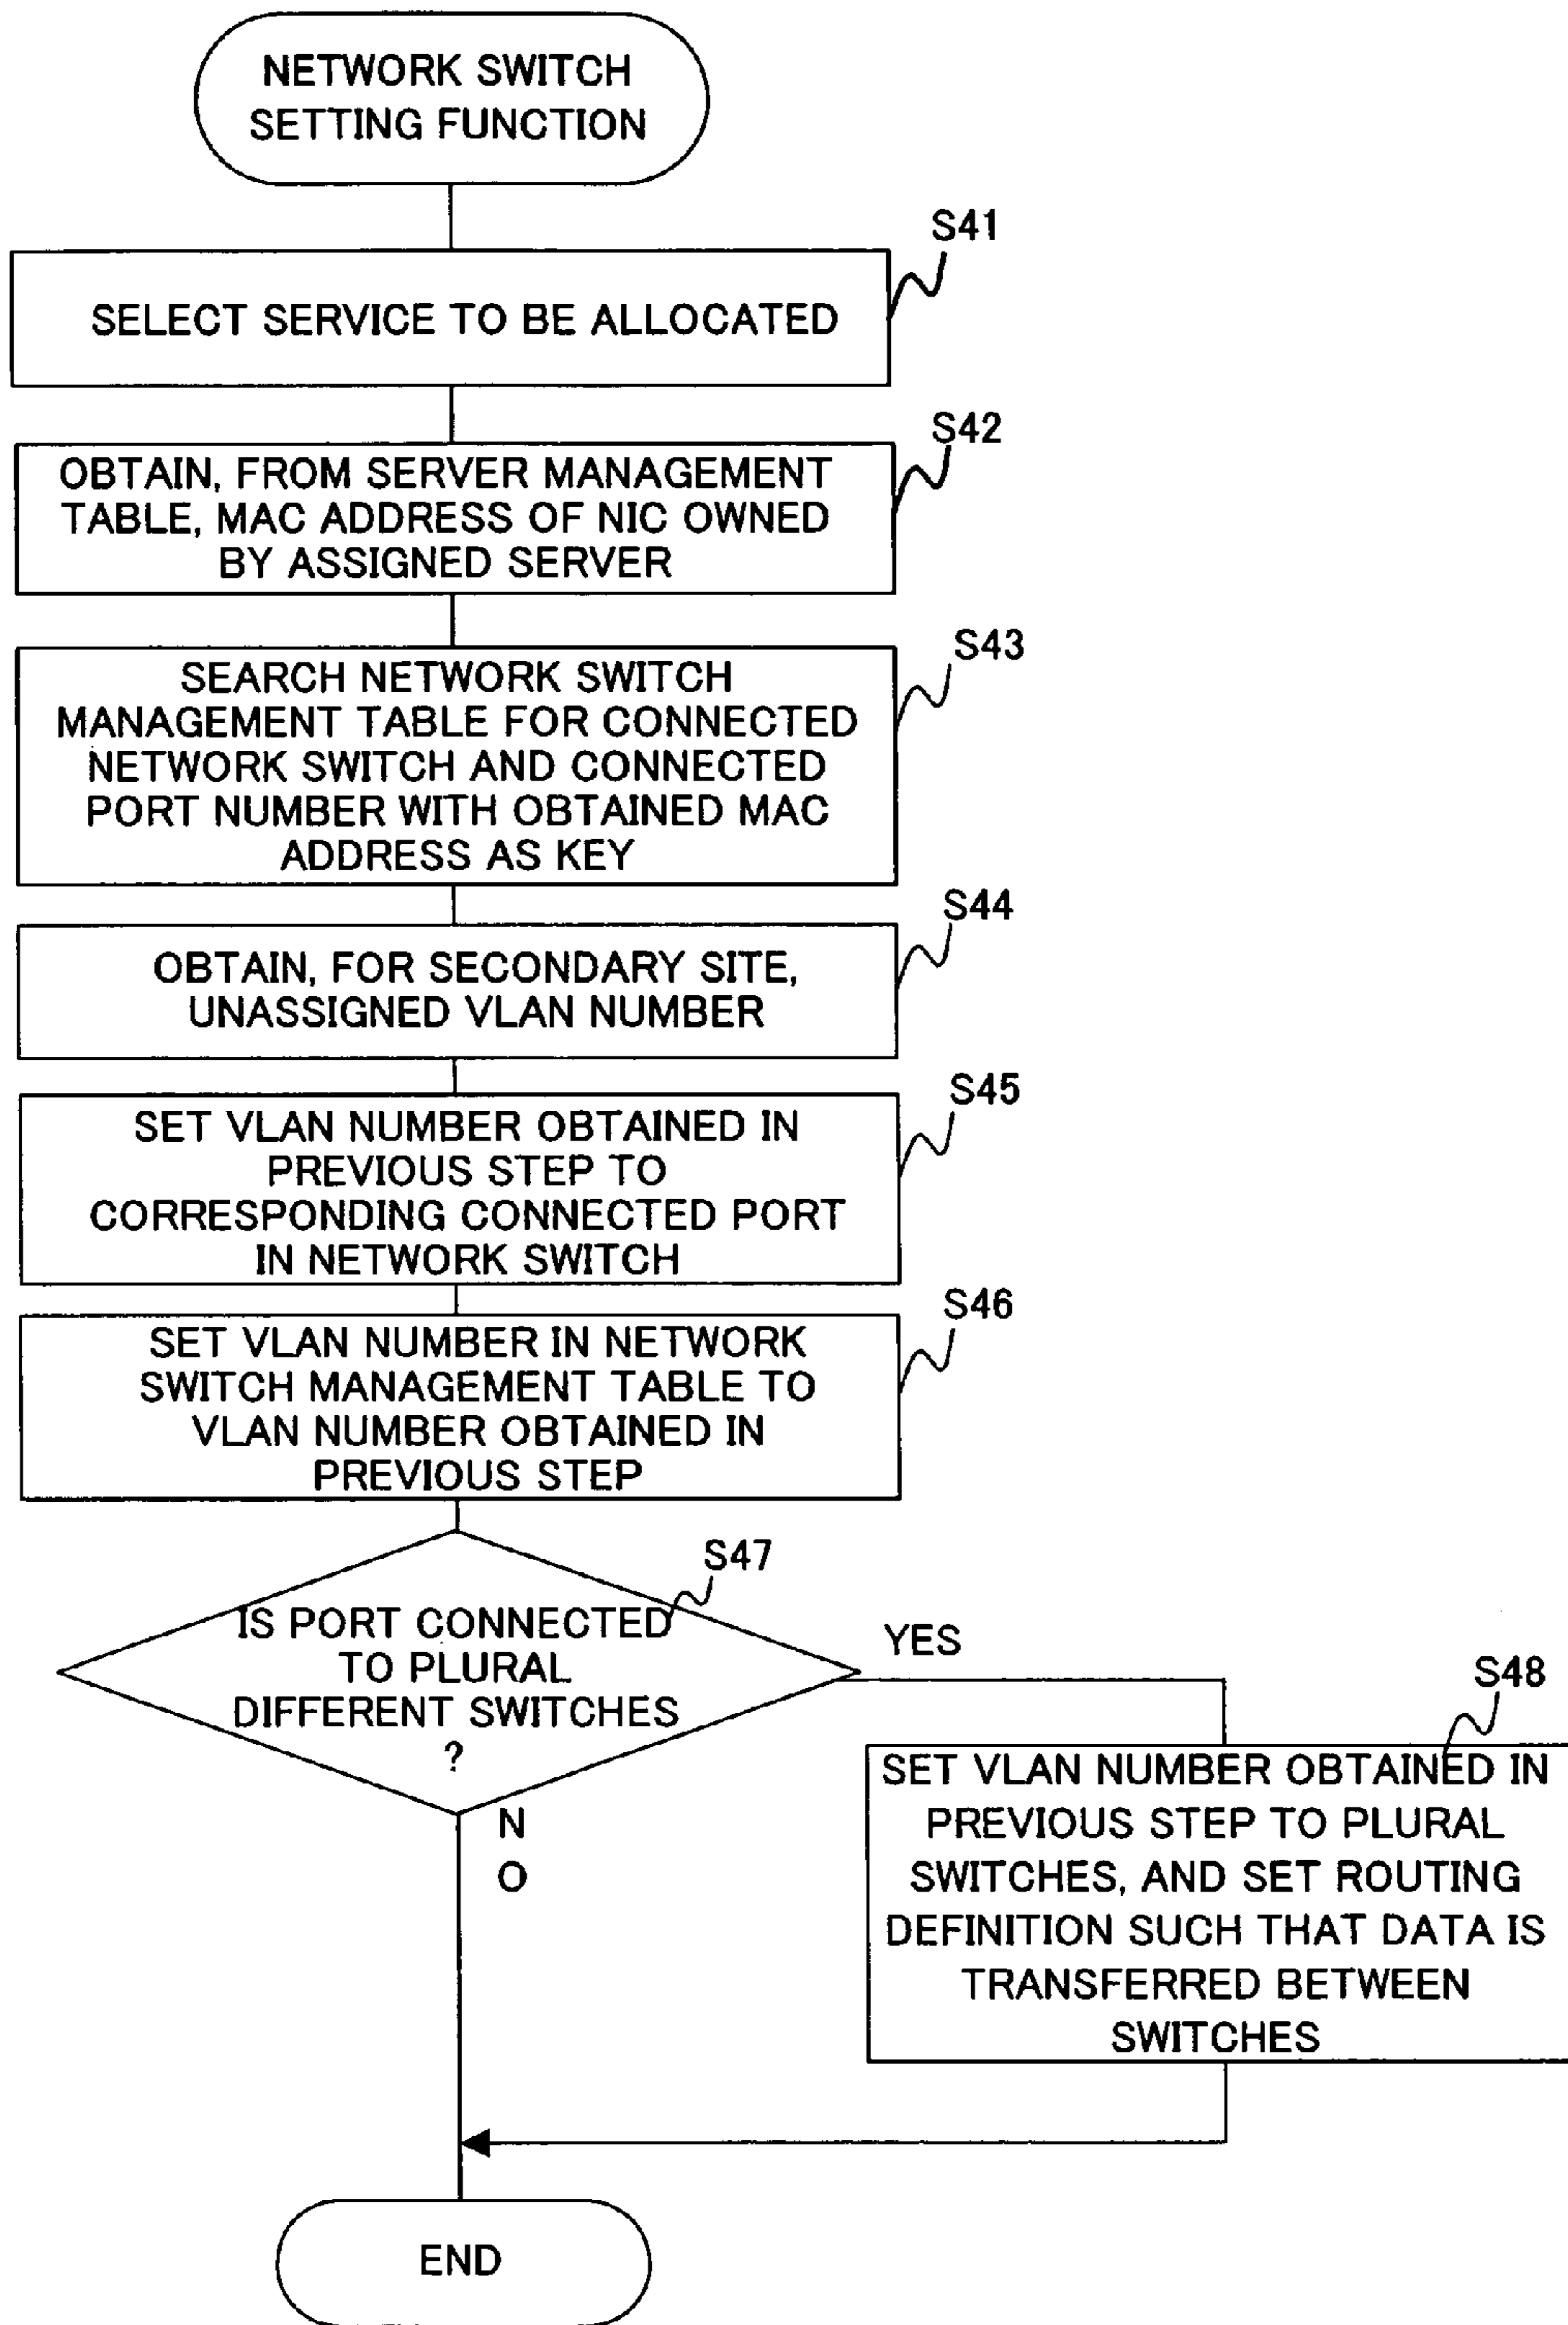 NETWORK SWITCH
SETTING FUNCTION
S41
SELECT SERVICE TO BE ALLOCATED
S42
OBTAIN, FROM SERVER MANAGEMENT
TABLE, MAC ADDRESS OF NIC OWNED
BY ASSIGNED SERVER
S43
SEARCH NETWORK SWITCH
MANAGEMENT TABLE FOR CONNECTED
NETWORK SWITCH AND CONNECTED
PORT NUMBER WITH OBTAINED MAC
ADDRESS AS KEY
S44
OBTAIN, FOR SECONDARY SITE,
UNASSIGNED VLAN NUMBER
S45
SET VLAN NUMBER OBTAINED IN
PREVIOUS STEP TO
CORRESPONDING CONNECTED PORT
IN NETWORK SWITCH
S46
SET VLAN NUMBER IN NETWORK
SWITCH MANAGEMENT TABLE TO
VLAN NUMBER OBTAINED IN
PREVIOUS STEP
S47
IS PORT CONNECTED
TO PLURAL
DIFFERENT SWITCHES
?
YES
N
O
S48
SET VLAN NUMBER OBTAINED IN
PREVIOUS STEP TO PLURAL
SWITCHES, AND SET ROUTING
DEFINITION SUCH THAT DATA IS
TRANSFERRED BETWEEN
SWITCHES
END